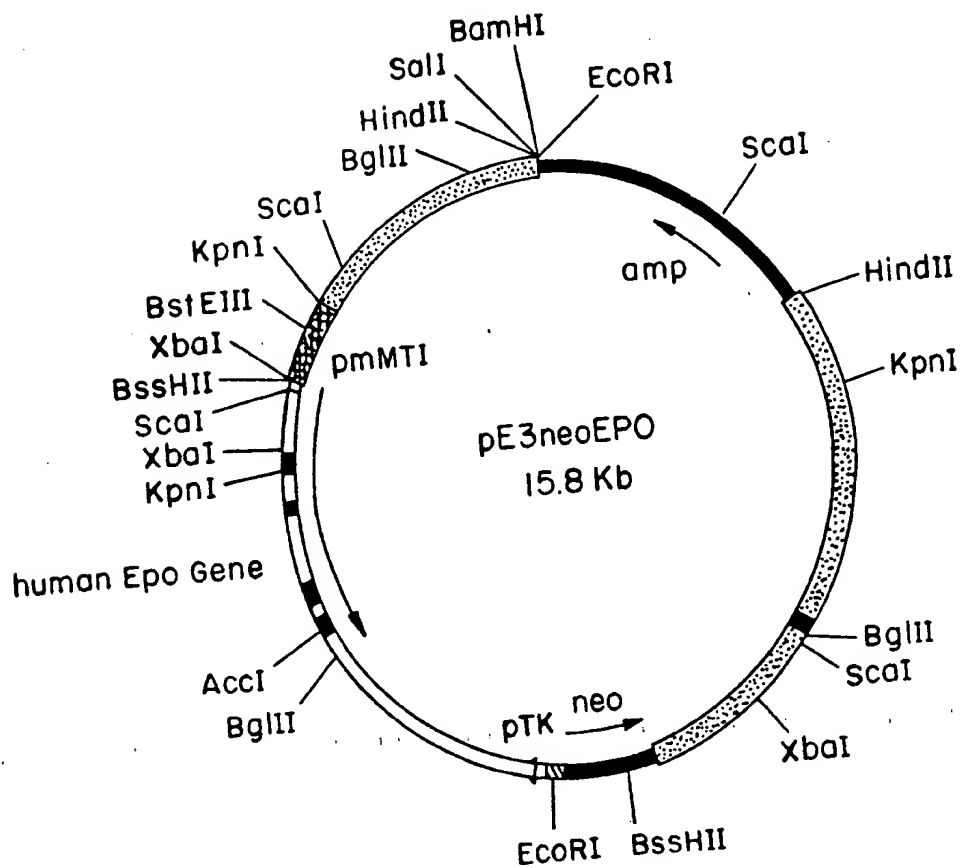 BamHI
SalI
EcoRI
HindII
BglII
ScaI
ScaI
KpnI
amp
HindII
BstEIII
XbaI
pmMTI
KpnI
BssHII
ScaI
pE3neoEPO
XbaI
15.8 Kb
KpnI
human Epo Gene
BglII
AccI
ScaI
BglII
pTK
neo
XbaI
EcoRI
BssHII